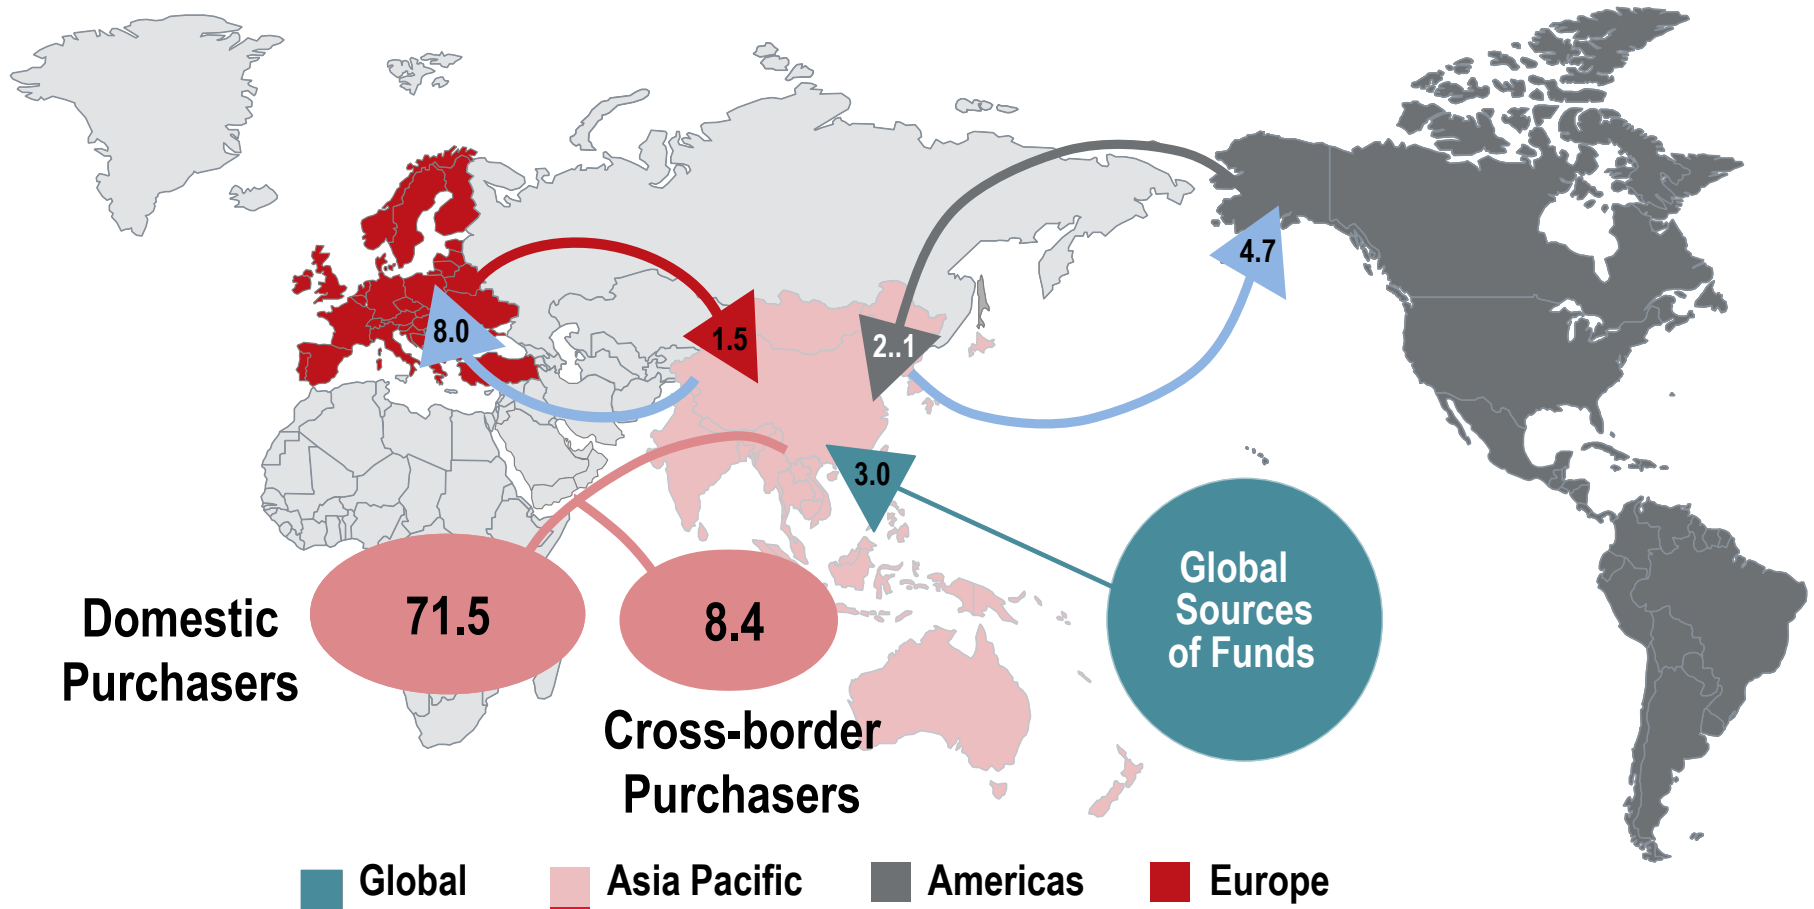 4.7
8.0
1.5
2..1
3.0
Global
Sources
of Funds
Domestic
Purchasers
71.5
8.4
Cross-border
Purchasers
Global
Asia Pacific
Americas
Europe